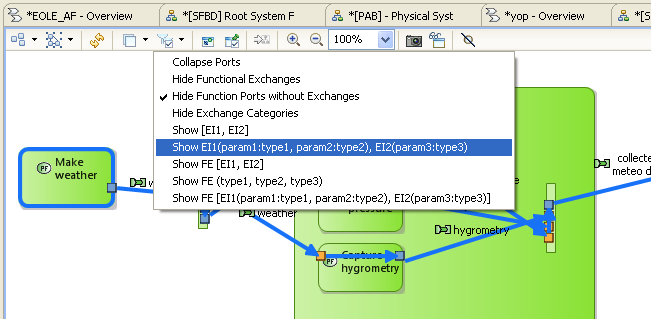 *EOLE_AF - Overview
*[SFBD] Root System F
*[PAB] - Physical Syst
*yop - Overview
*[S
100%
Collapse Ports
Hide Functional Exchanges
Hide Function Ports without Exchanges
Hide Exchange Categories
Show [EI1, EI2]
Show EI1(param1:type1, param2:type2), EI2(param3:type3)
Show FE [EI1, EI2]
Show FE (type1, type2, type3)
Show FE [EI1(param1:type1, param2:type2), EI2(param3:type3)]
PF
Make
weather
collecte
meteo d
weather
pressure
hygrometry
PF
Capture
hygrometry